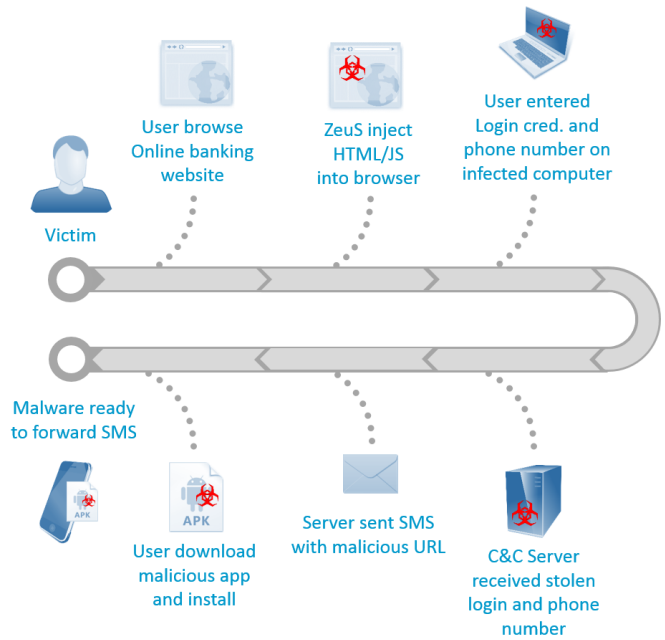 User browse
Online banking
website
ZeuS inject
HTML/JS
into browser
User entered
Login cred. and
phone number on
infected computer
Victim
Malware ready
to forward SMS
APK
APK
User download
malicious app
and install
Server sent SMS
with malicious URL
C&C Server
received stolen
login and phone
number